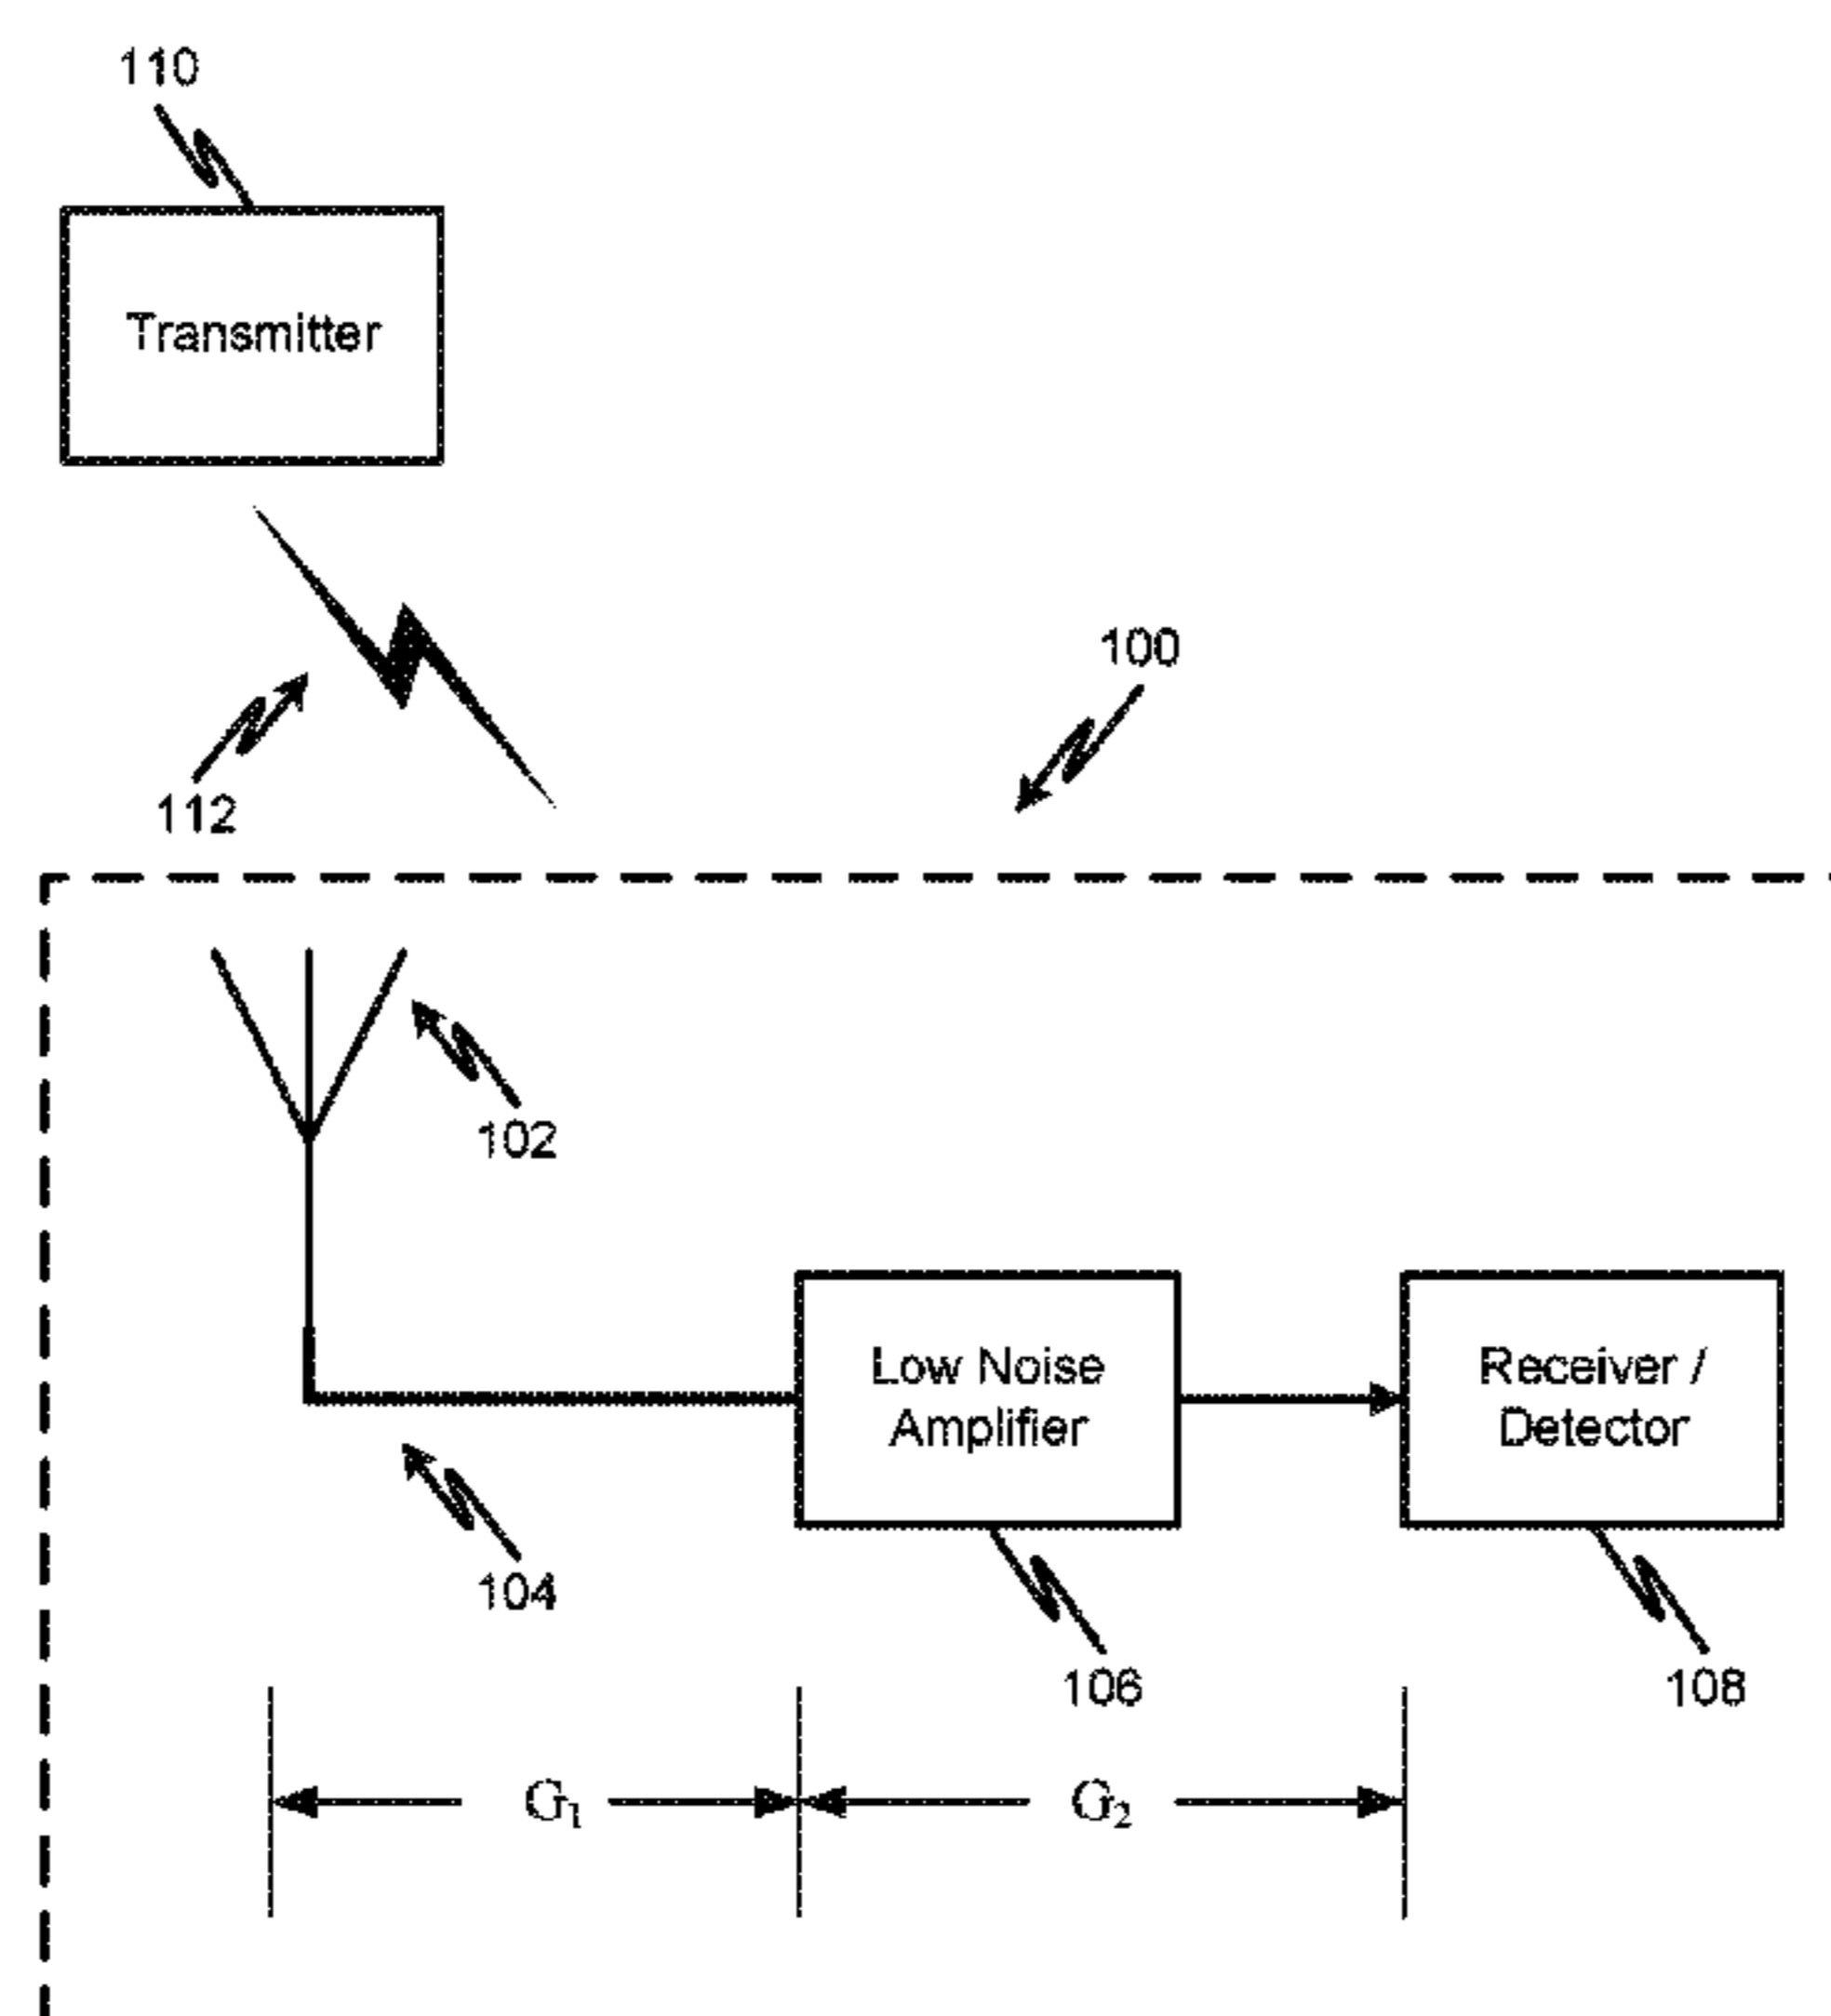 110
Transmitter
100
112
102
Low Noise
Amplifier
Receiver /
Detector
104
106
108
G₁
G₂